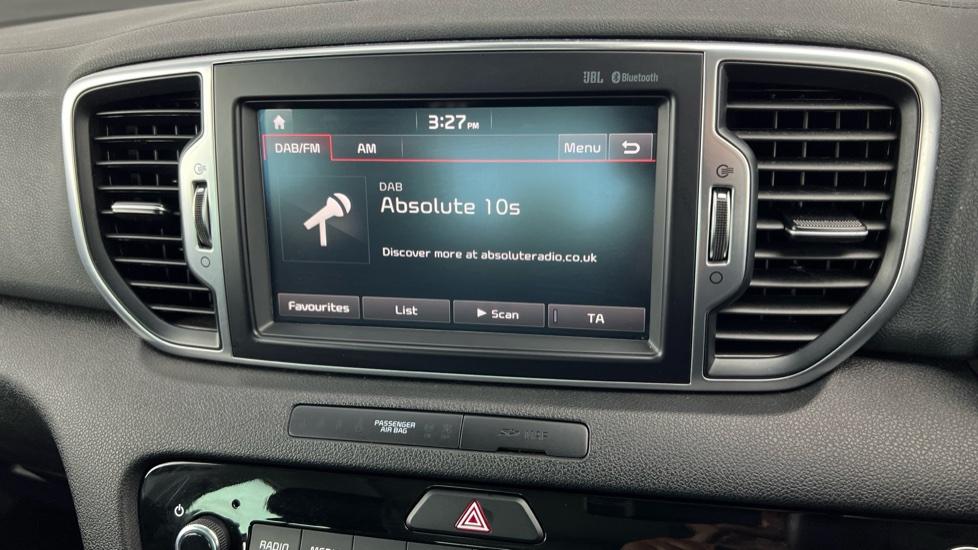 JBL Bluetooth
3:27PM
DAB/FM AM Menu
DAB
Absolute 10s
Discover more at absoluteradio.co.uk
Favourites List Scan TA
PASSENGER
AIR BAG
RADIO